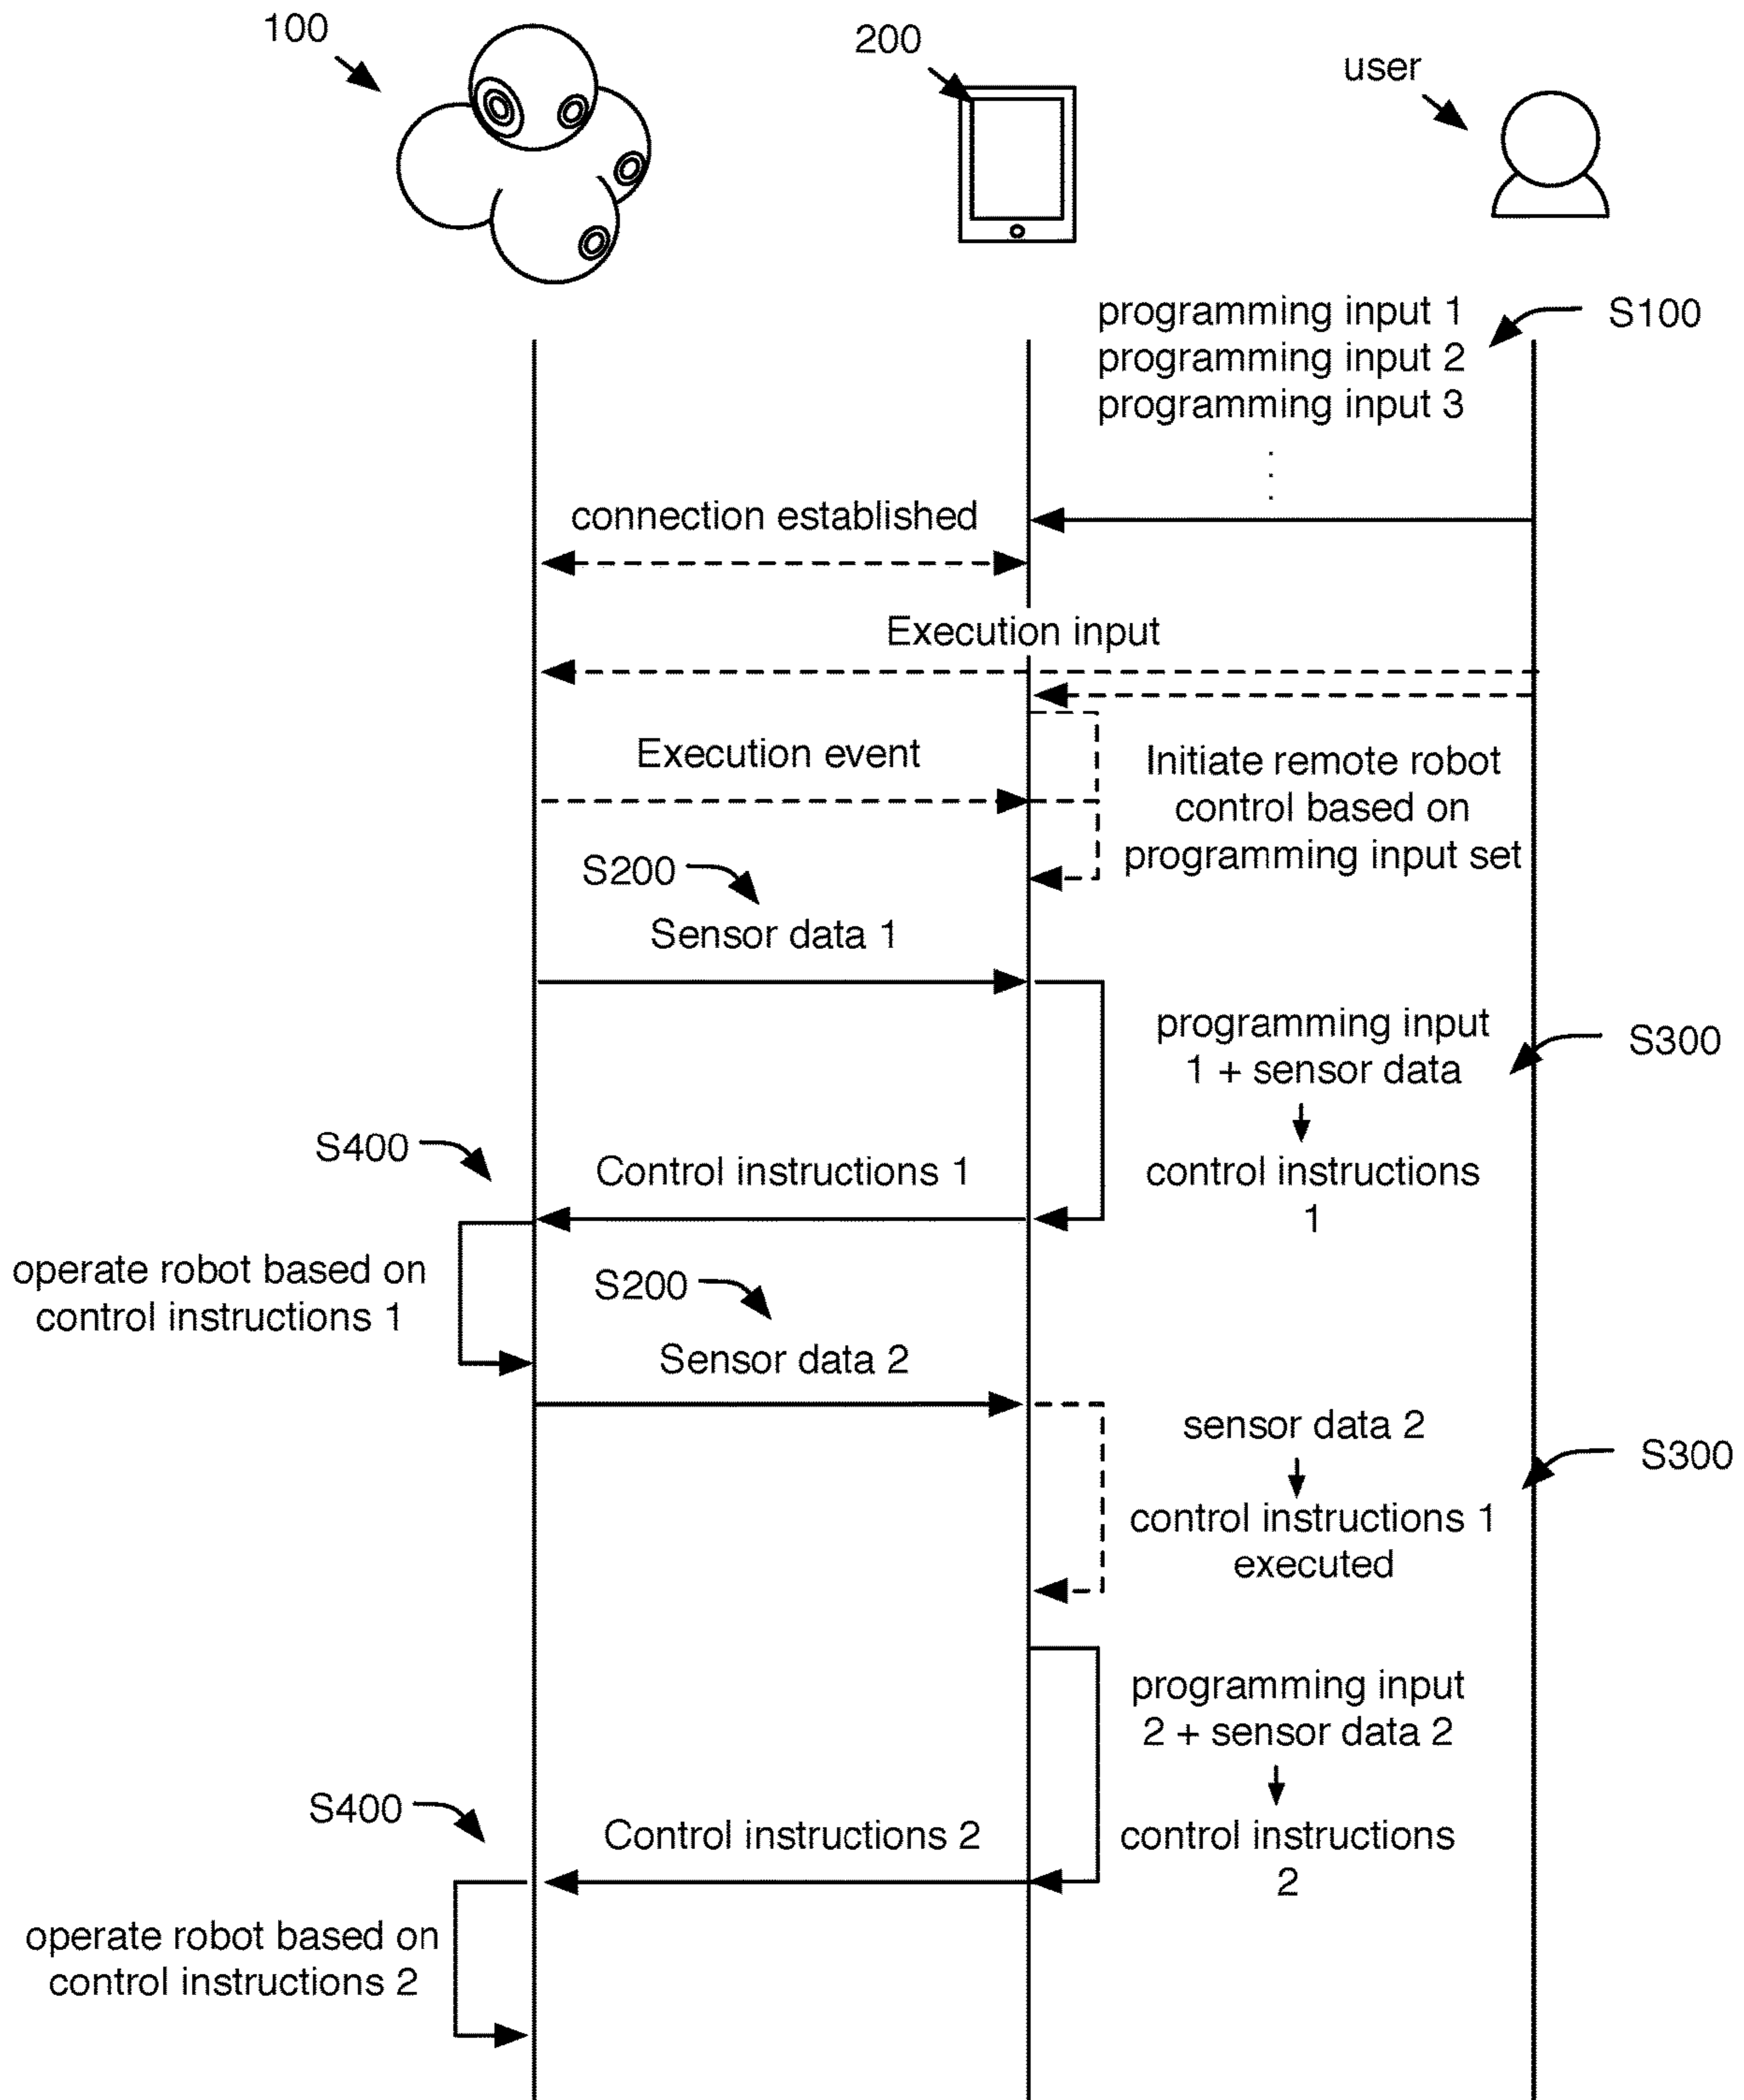 100
200
user
programming input 1
programming input 2
programming input 3
S100
connection established
Execution input
Execution event
Initiate remote robot
control based on
programming input set
S200
Sensor data 1
programming input
1 + sensor data
S300
control instructions
1
S400
Control instructions 1
operate robot based on
control instructions 1
S200
Sensor data 2
sensor data 2
control instructions 1
executed
S300
programming input
2 + sensor data 2
control instructions
2
S400
Control instructions 2
operate robot based on
control instructions 2